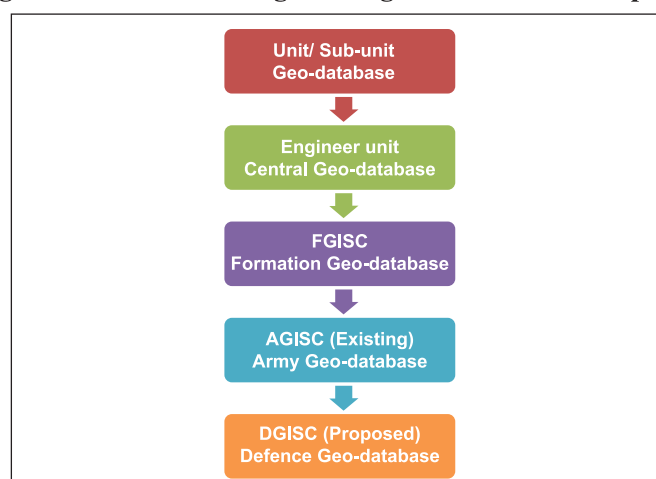 Unit/ Sub-unit
Geo-database
Engineer unit
Central Geo-database
FGISC
Formation Geo-database
AGISC (Existing)
Army Geo-database
DGISC (Proposed)
Defence Geo-database